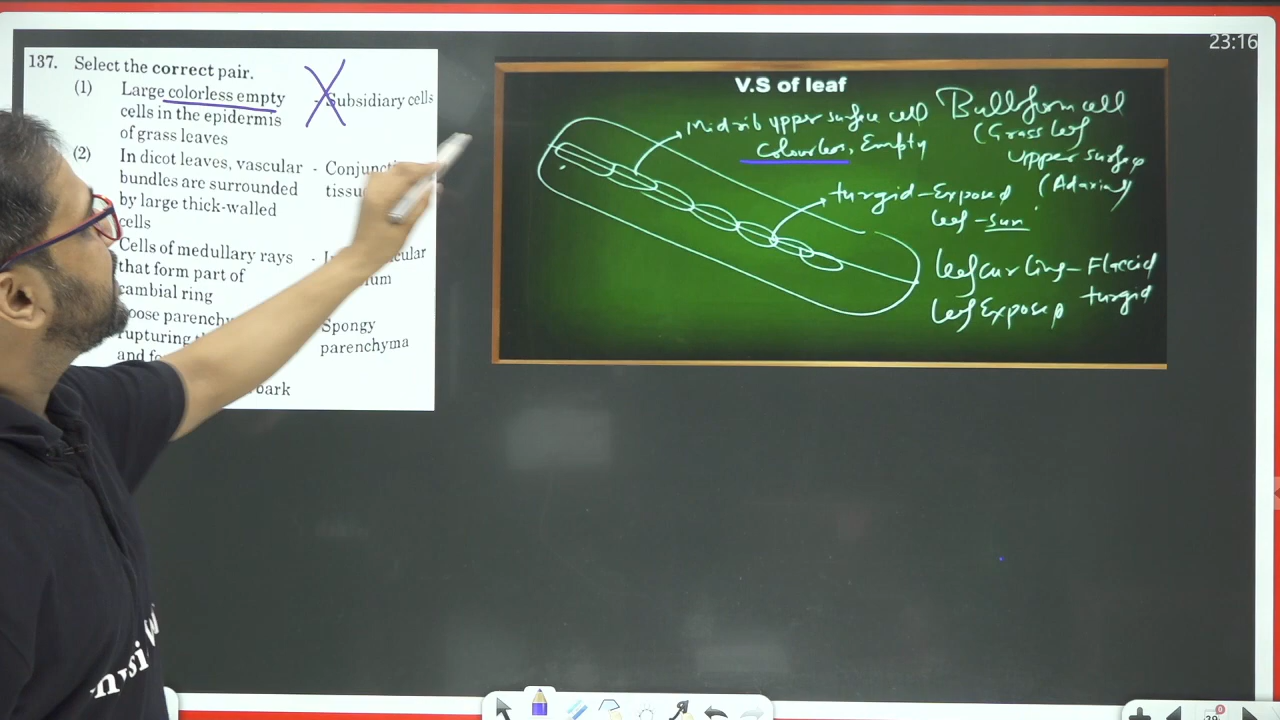 23:16
137. Select the correct pair.
(1) Large colorless empty - Subsidiary cells
cells in the epidermis
of grass leaves
(2) In dicot leaves, vascular -
bundles are surrounded
by large thick-walled
cells
Cells of medullary rays -
that form part of
cambial ring
Spongy
parenchyma
V.S of leaf
Midrib upper surface cell
Colourless, Empty
turgid - Exposed
leaf - sun
Bulliform cell
(Grass leaf
upper surface
(Adaxial)
leaf curling - Flaccid
leaf Exposed turgid